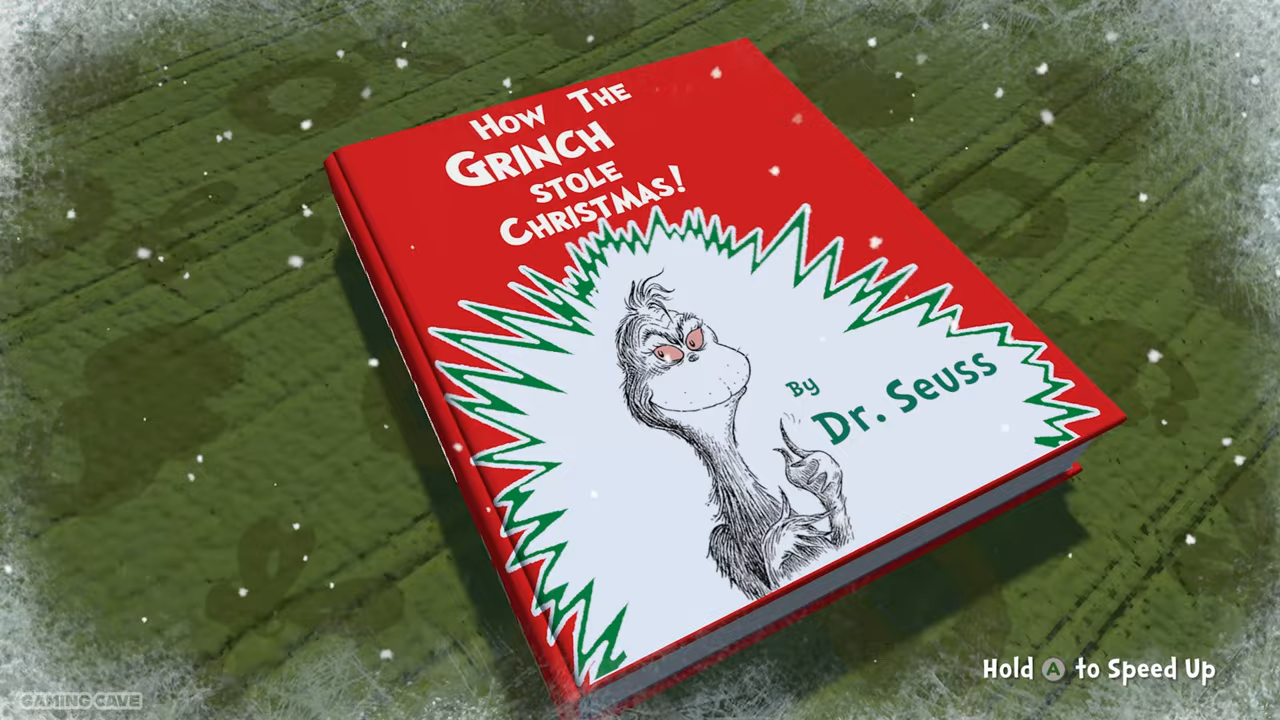 How The
Grinch
stole
Christmas!
By
Dr. Seuss
Hold A to Speed Up
GAMING CAVE